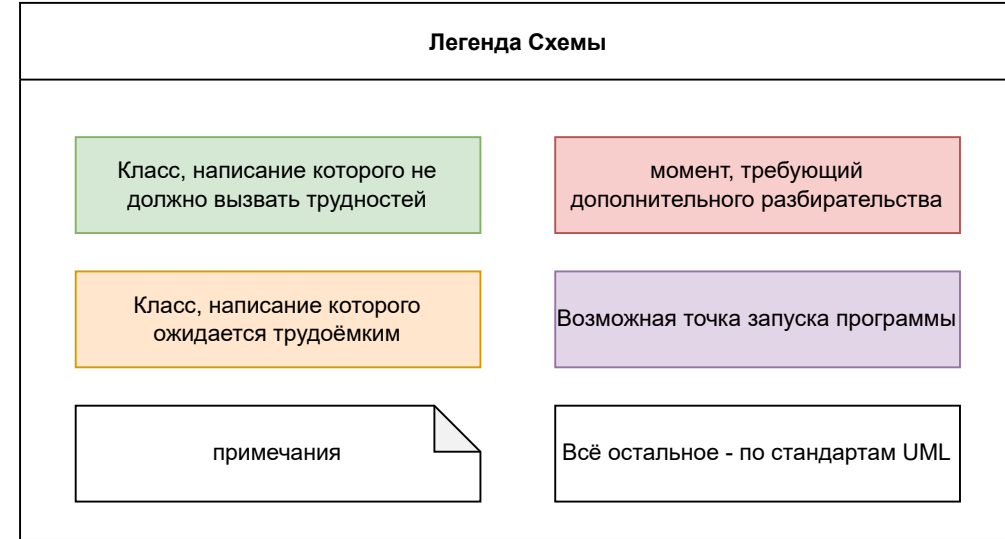 Легенда Схемы
Класс, написание которого не
должно вызвать трудностей
момент, требующий
дополнительного разбирательства
Класс, написание которого
ожидается трудоёмким
Возможная точка запуска программы
примечания
Всё остальное - по стандартам UML